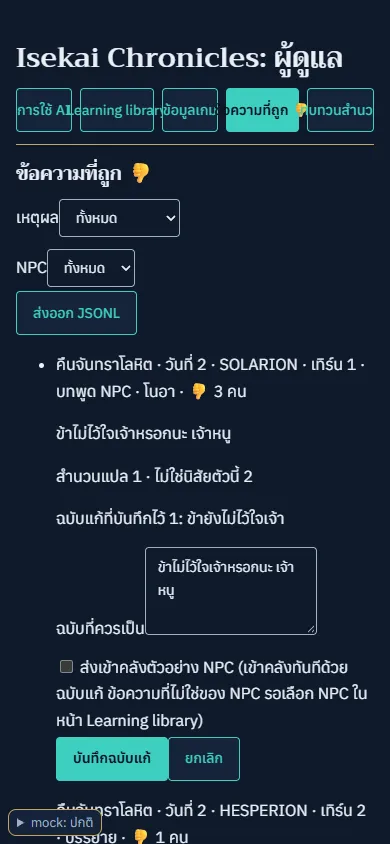 Isekai Chronicles: ผู้ดูแล
การใช้ AI
Learning library
ข้อมูลเกม
ข้อความที่ถูก 👎
ทบทวนสำนว
ข้อความที่ถูก 👎
เหตุผล ทั้งหมด
NPC ทั้งหมด
ส่งออก JSONL
คืนจันทราโลหิต · วันที่ 2 · SOLARION · เทิร์น 1 ·
บทพูด NPC · โนอา · 👎 3 คน
ข้าไม่ไว้ใจเจ้าหรอกนะ เจ้าหนู
สำนวนแปล 1 · ไม่ใช่นิสัยตัวนี้ 2
ฉบับแก้ที่บันทึกไว้ 1: ข้ายังไม่ไว้ใจเจ้า
ข้าไม่ไว้ใจเจ้าหรอกนะ เจ้า
หนู
ฉบับที่ควรเป็น
ส่งเข้าคลังตัวอย่าง NPC (เข้าคลังทันทีด้วย
ฉบับแก้ ข้อความที่ไม่ใช่ของ NPC รอเลือก NPC ใน
หน้า Learning library)
บันทึกฉบับแก้ ยกเลิก
คืนจันทราโลหิต · วันที่ 2 · HESPERION · เทิร์น 2
· บรรยาย · 👎 1 คน
▶ mock: ปกติ